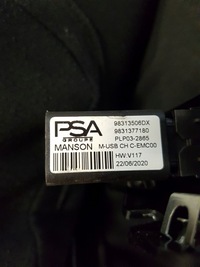 PSA
GROUPE
MANSON
98313506DX
9831377180
PLP03-2865
M-USB CH C-EMC00
HW V117
22/06/2020